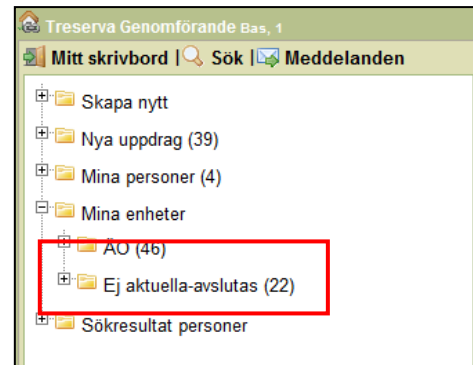 Treserva Genomförande Bas, 1
Mitt skrivbord | Sök | Meddelanden
Skapa nytt
Nya uppdrag (39)
Mina personer (4)
Mina enheter
ÄO (46)
Ej aktuella-avslutas (22)
Sökresultat personer